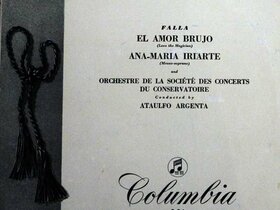 FALLA
EL AMOR BRUJO
(Love the Magician)
ANA-MARIA IRIARTE
(Mezzo-soprano)
and
ORCHESTRE DE LA SOCIÉTÉ DES CONCERTS
DU CONSERVATOIRE
Conducted by
ATAULFO ARGENTA
Columbia